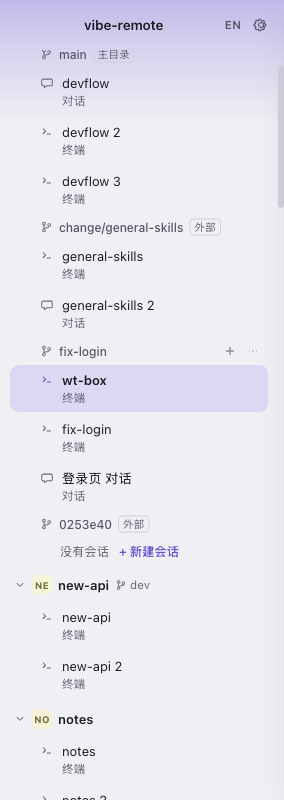 vibe-remote EN
main 主目录
devflow
对话
devflow 2
终端
devflow 3
终端
change/general-skills 外部
general-skills
终端
general-skills 2
对话
fix-login + ···
wt-box
终端
fix-login
终端
登录页 对话
对话
0253e40 外部
没有会话 + 新建会话
NE new-api dev
new-api
终端
new-api 2
终端
NO notes
notes
终端
notes 2